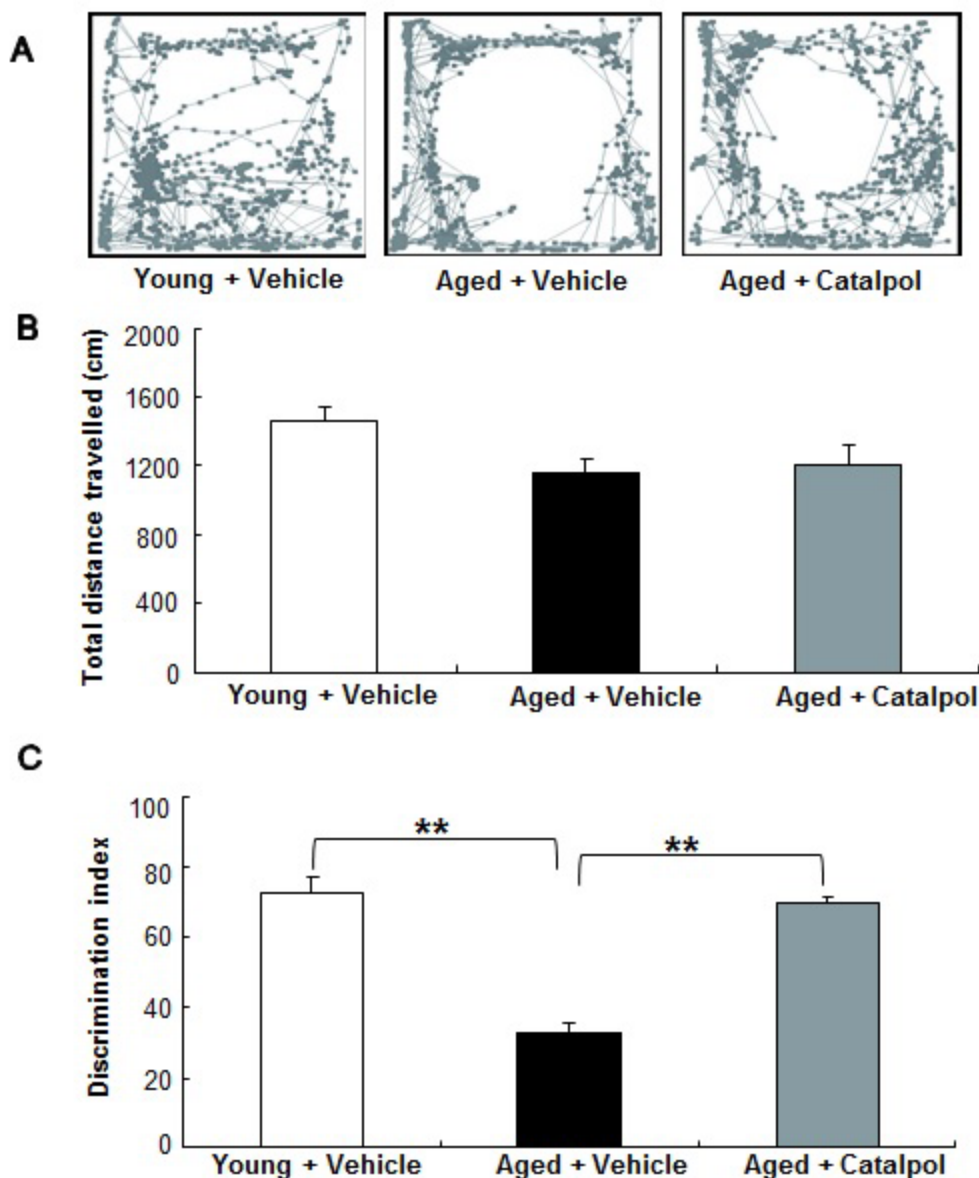 A
Young + Vehicle
Aged + Vehicle
Aged + Catalpol
B
Total distance travelled (cm)
2000
1600
1200
800
400
0
Young + Vehicle
Aged + Vehicle
Aged + Catalpol
C
Discrimination index
100
80
60
40
20
0
**
**
Young + Vehicle
Aged + Vehicle
Aged + Catalpol